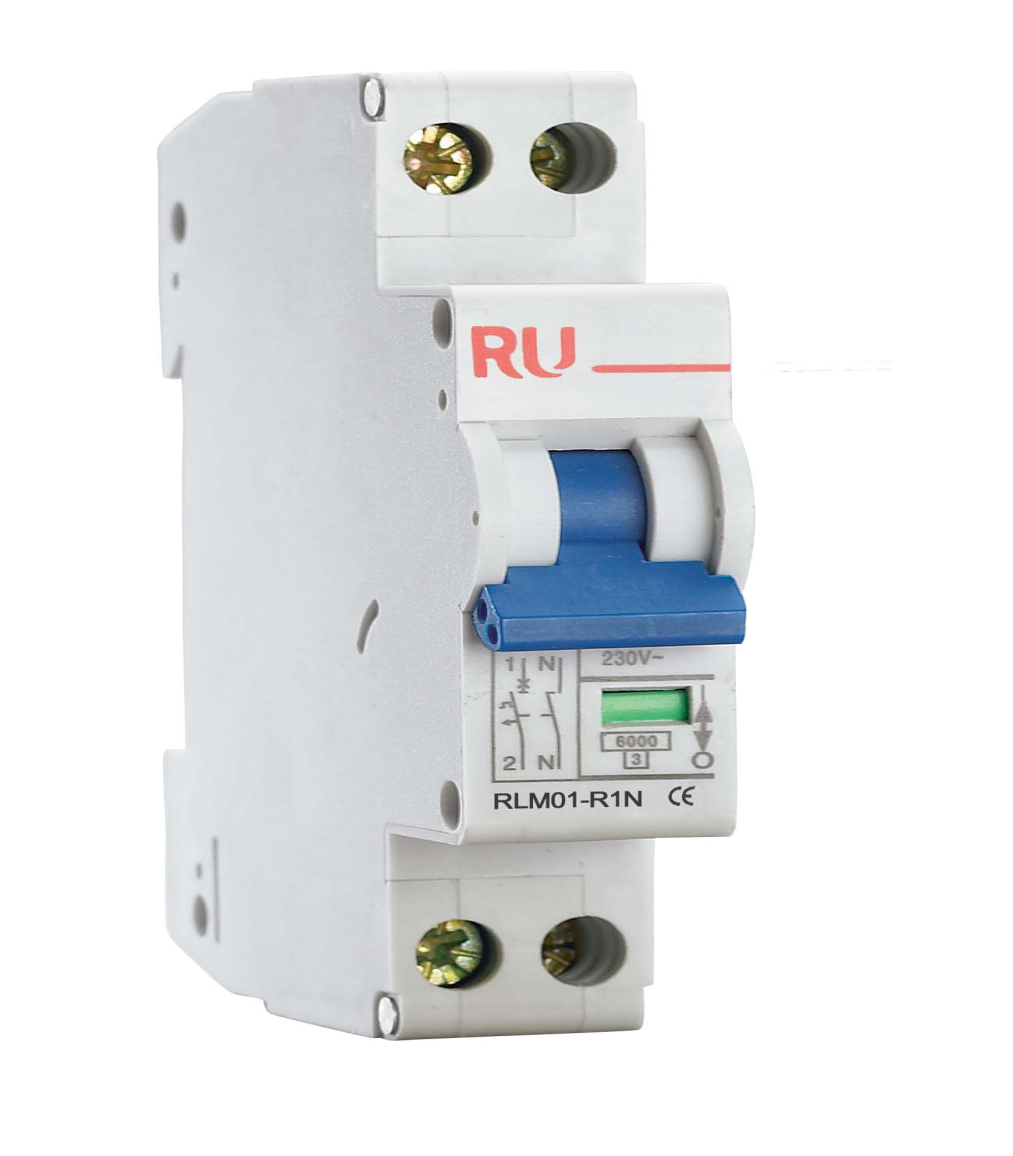 RU
1 N
230V~
6000
3
2 N
O
RLM01-R1N CE